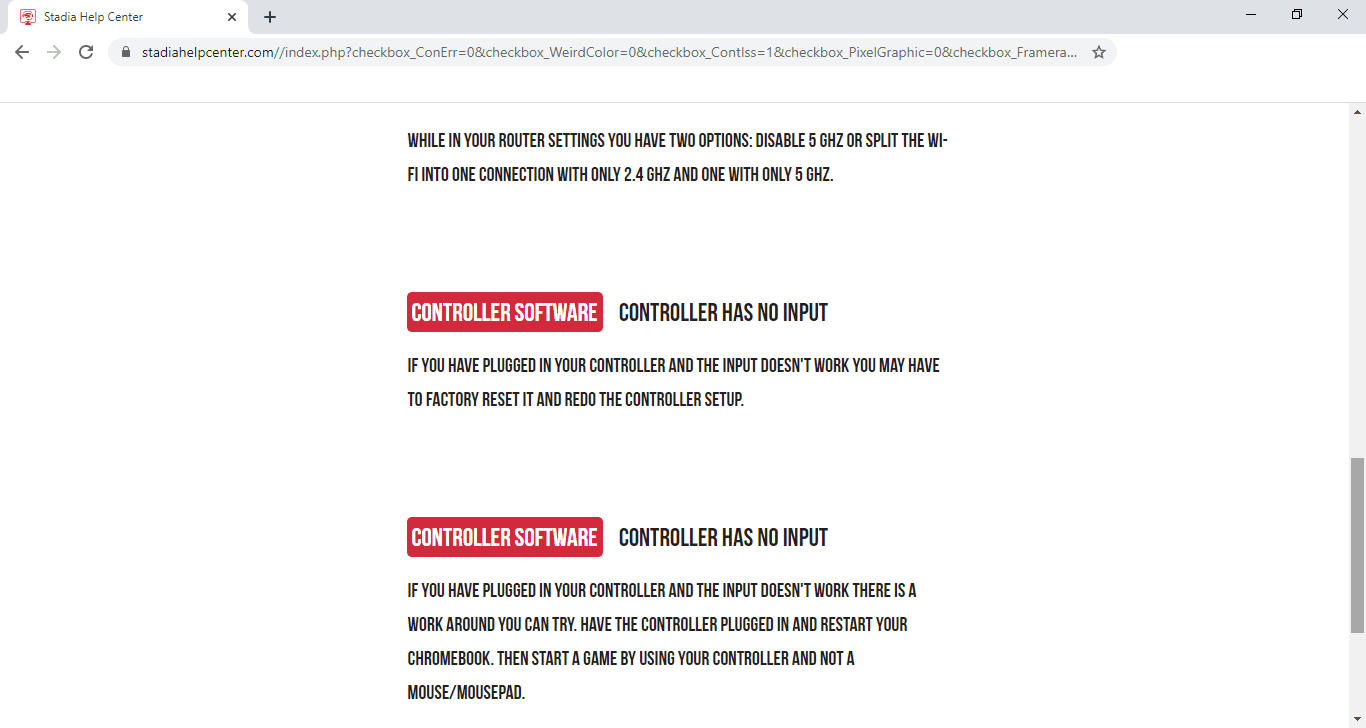 Stadia Help Center
stadiahelpcenter.com//index.php?checkbox_ConErr=0&checkbox_WeirdColor=0&checkbox_ContIss=1&checkbox_PixelGraphic=0&checkbox_Framera...
WHILE IN YOUR ROUTER SETTINGS YOU HAVE TWO OPTIONS: DISABLE 5 GHZ OR SPLIT THE WI-
FI INTO ONE CONNECTION WITH ONLY 2.4 GHZ AND ONE WITH ONLY 5 GHZ.
CONTROLLER SOFTWARE CONTROLLER HAS NO INPUT
IF YOU HAVE PLUGGED IN YOUR CONTROLLER AND THE INPUT DOESN'T WORK YOU MAY HAVE
TO FACTORY RESET IT AND REDO THE CONTROLLER SETUP.
CONTROLLER SOFTWARE CONTROLLER HAS NO INPUT
IF YOU HAVE PLUGGED IN YOUR CONTROLLER AND THE INPUT DOESN'T WORK THERE IS A
WORK AROUND YOU CAN TRY. HAVE THE CONTROLLER PLUGGED IN AND RESTART YOUR
CHROMEBOOK. THEN START A GAME BY USING YOUR CONTROLLER AND NOT A
MOUSE/MOUSEPAD.